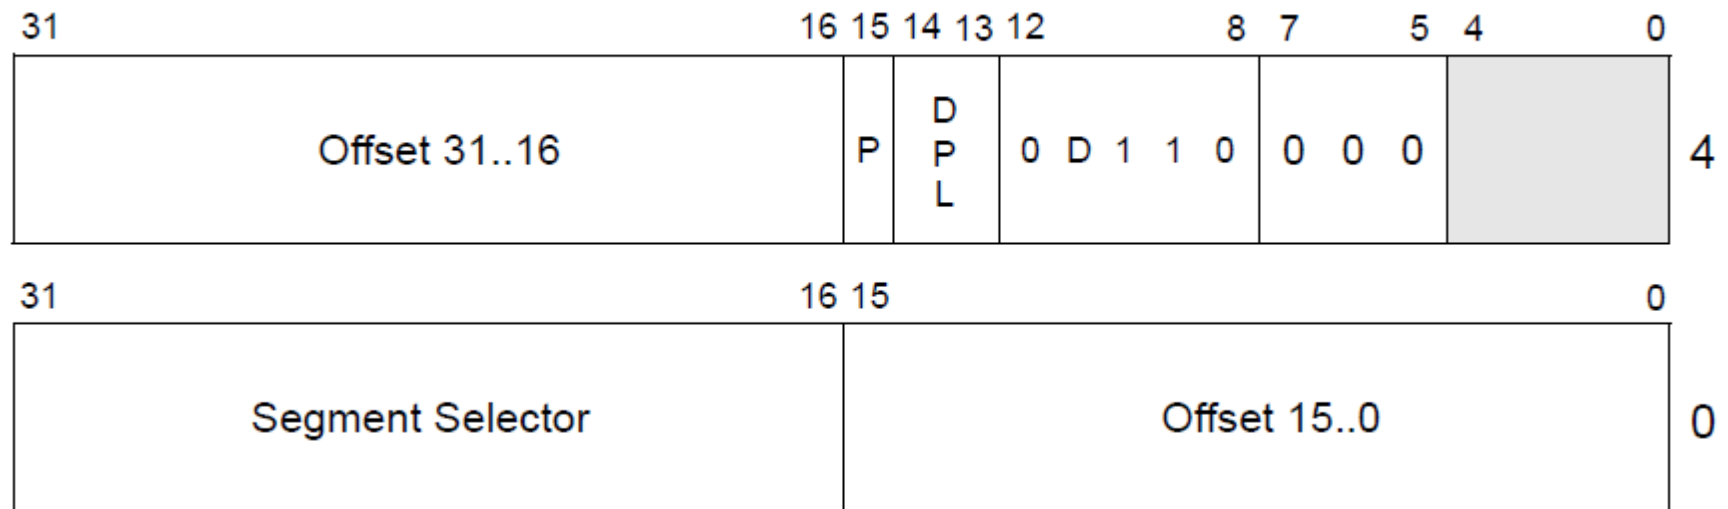 31 16 15 14 13 12 8 7 5 4 0
Offset 31..16 P DPL 0 D 1 1 0 0 0 0 4
31 16 15 0
Segment Selector Offset 15..0 0